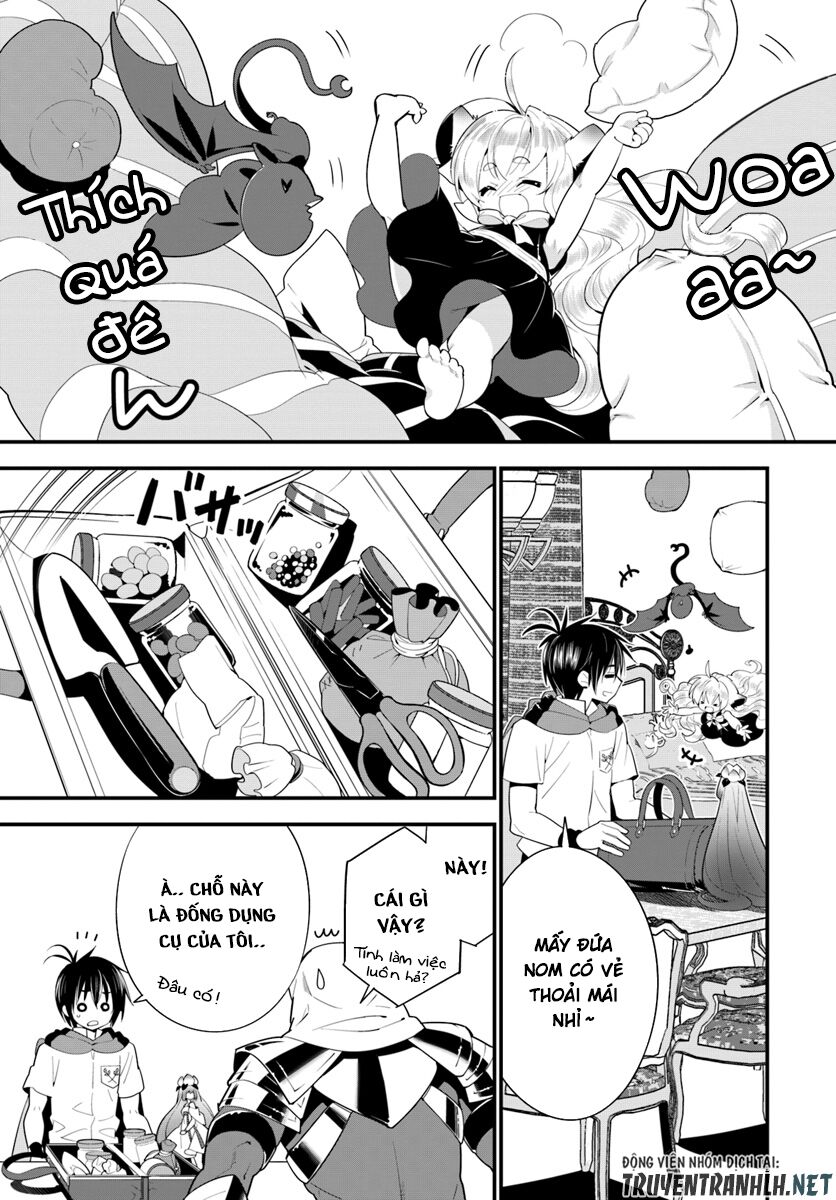 Woa
aa~
Thích
quá
đê
w
バサッ
MẤY ĐỨA
NOM CÓ VẺ
THOẢI MÁI
NHỈ~
NÀY!
CÁI GÌ
VẬY?
Tính làm việc
luôn hả?
À.. CHỖ NÀY
LÀ ĐỐNG DỤNG
CỤ CỦA TÔI..
Đâu có!
ĐỘNG VIÊN NHÓM DỊCH TẠI:
TRUYENTRANHLH.NET